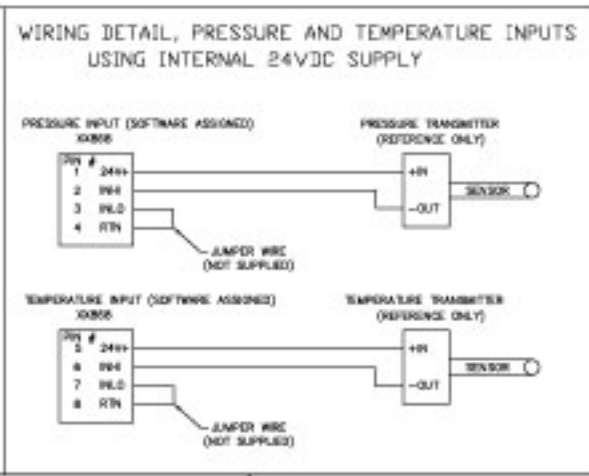 WIRING DETAIL, PRESSURE AND TEMPERATURE INPUTS
USING INTERNAL 24VDC SUPPLY
PRESSURE INPUT (SOFTWARE ASSIGNED)
PRESSURE TRANSMITTER
(REFERENCE ONLY)
PIN #
1 24V+
2 INHI
3 INLO
4 RTN
+IN
-OUT
SENSOR
JUMPER WIRE
(NOT SUPPLIED)
TEMPERATURE INPUT (SOFTWARE ASSIGNED)
TEMPERATURE TRANSMITTER
(REFERENCE ONLY)
PIN #
5 24V+
6 INHI
7 INLO
8 RTN
+IN
-OUT
SENSOR
JUMPER WIRE
(NOT SUPPLIED)